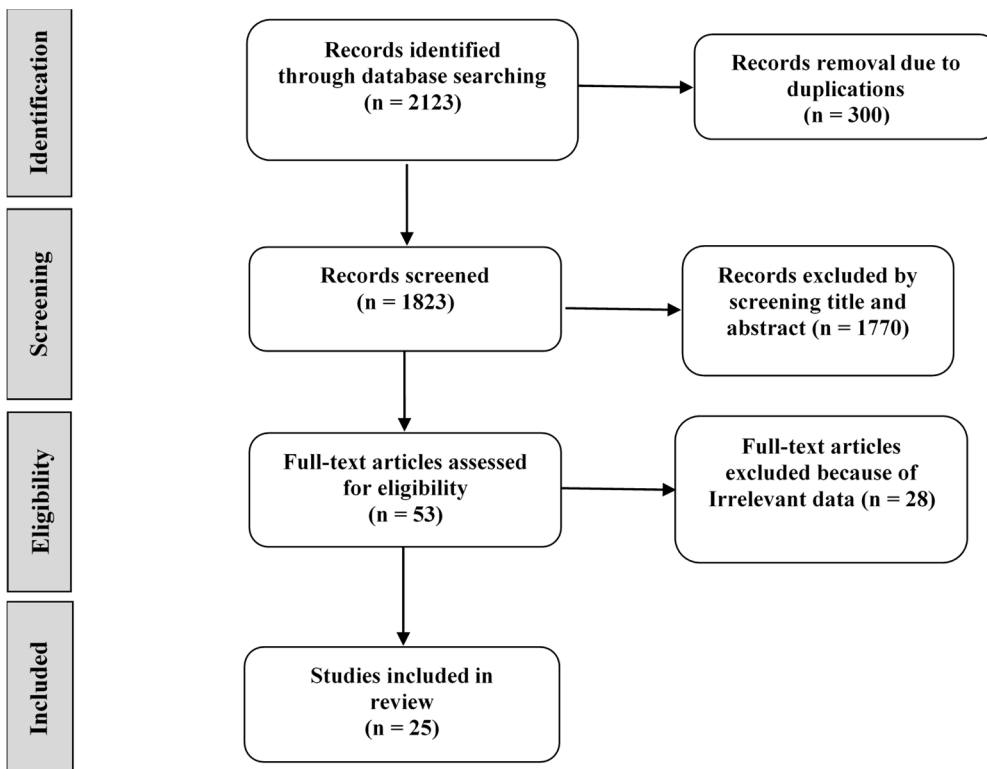 Identification
Records identified
through database searching
(n = 2123)
Records removal due to
duplications
(n = 300)
Screening
Records screened
(n = 1823)
Records excluded by
screening title and
abstract (n = 1770)
Eligibility
Full-text articles assessed
for eligibility
(n = 53)
Full-text articles
excluded because of
Irrelevant data (n = 28)
Included
Studies included in
review
(n = 25)